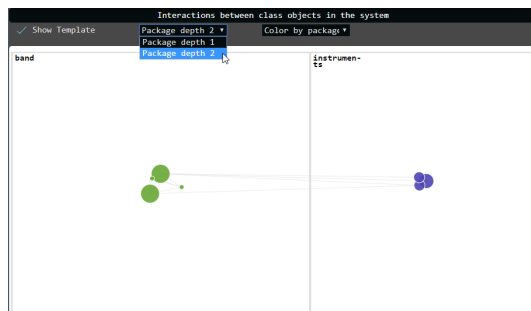 Interactions between class objects in the system
Show Template
Package depth 2
Color by package
Package depth 1
Package depth 2
band
instrumen-
ts